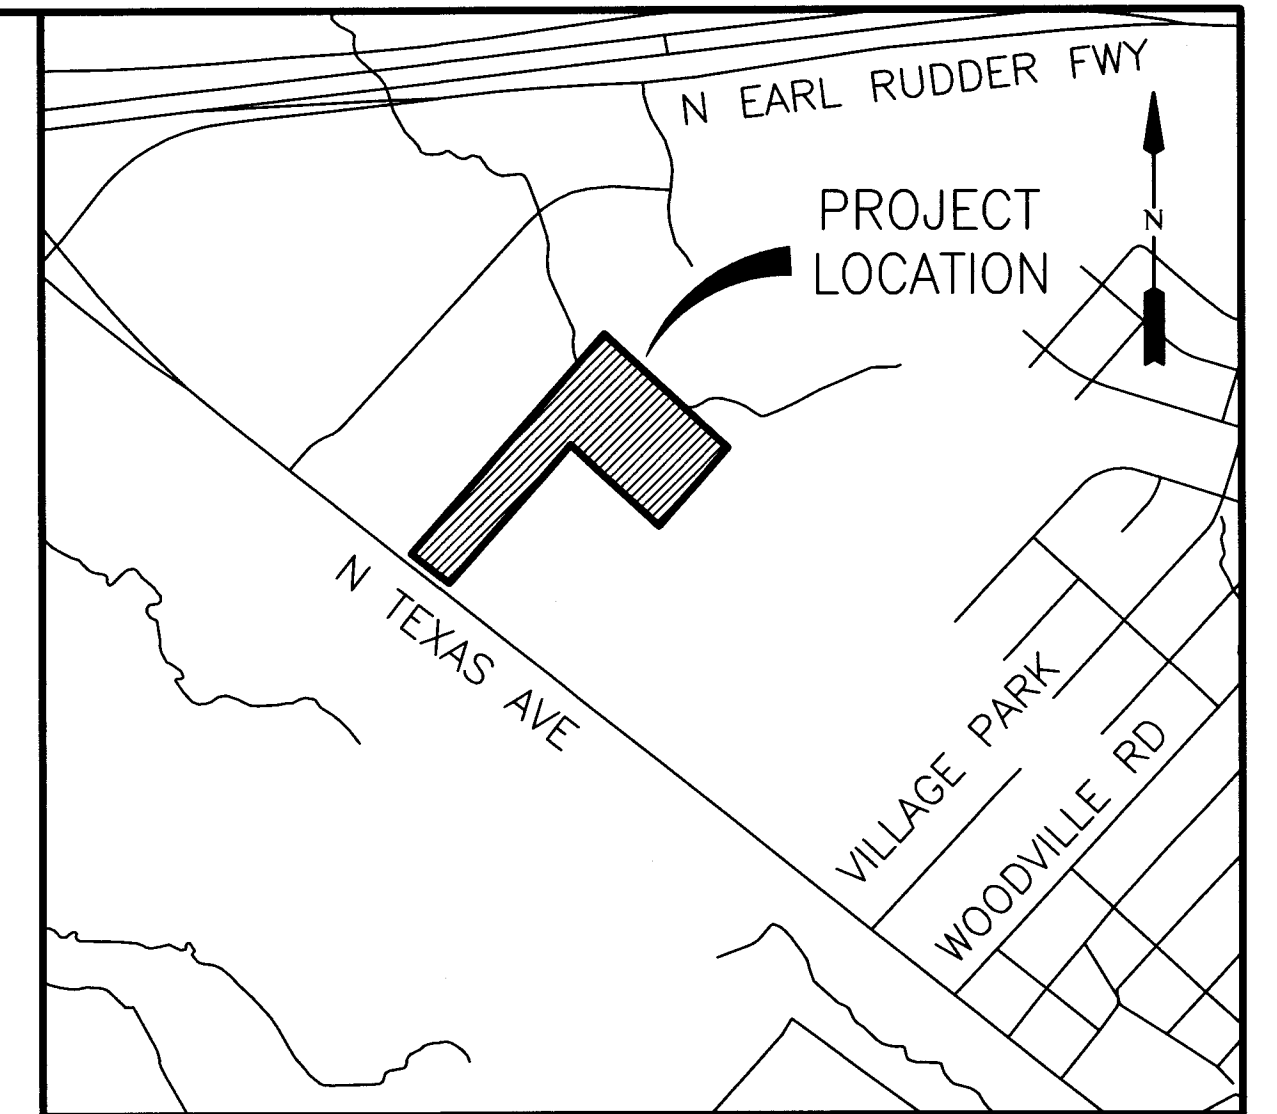 N EARL RUDDER FWY
PROJECT
LOCATION
N
N TEXAS AVE
VILLAGE PARK
WOODVILLE RD